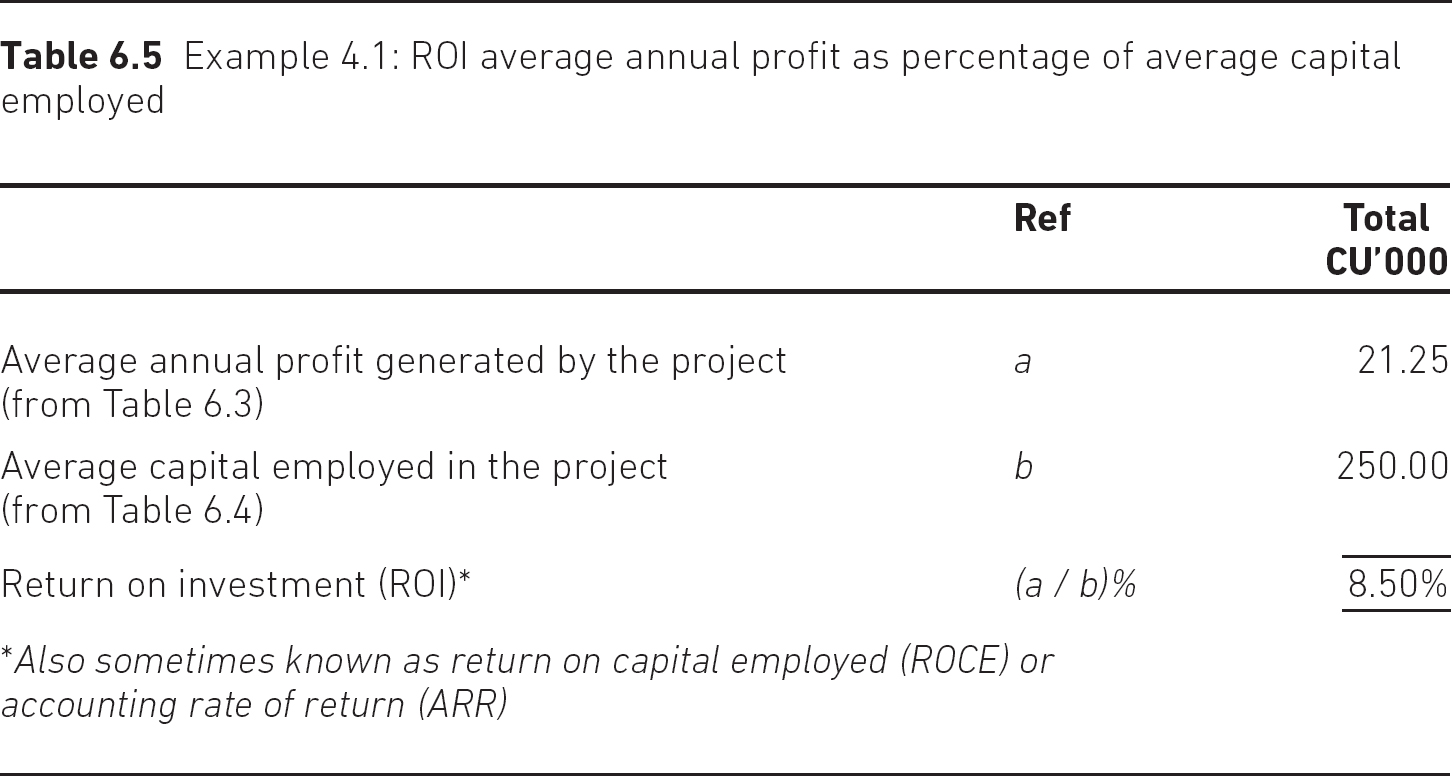 Table 6.5 Example 4.1: ROI average annual profit as percentage of average capital
employed
Ref Total
CU’000
Average annual profit generated by the project a 21.25
(from Table 6.3)
Average capital employed in the project b 250.00
(from Table 6.4)
Return on investment (ROI)* (a / b)% 8.50%
*Also sometimes known as return on capital employed (ROCE) or
accounting rate of return (ARR)